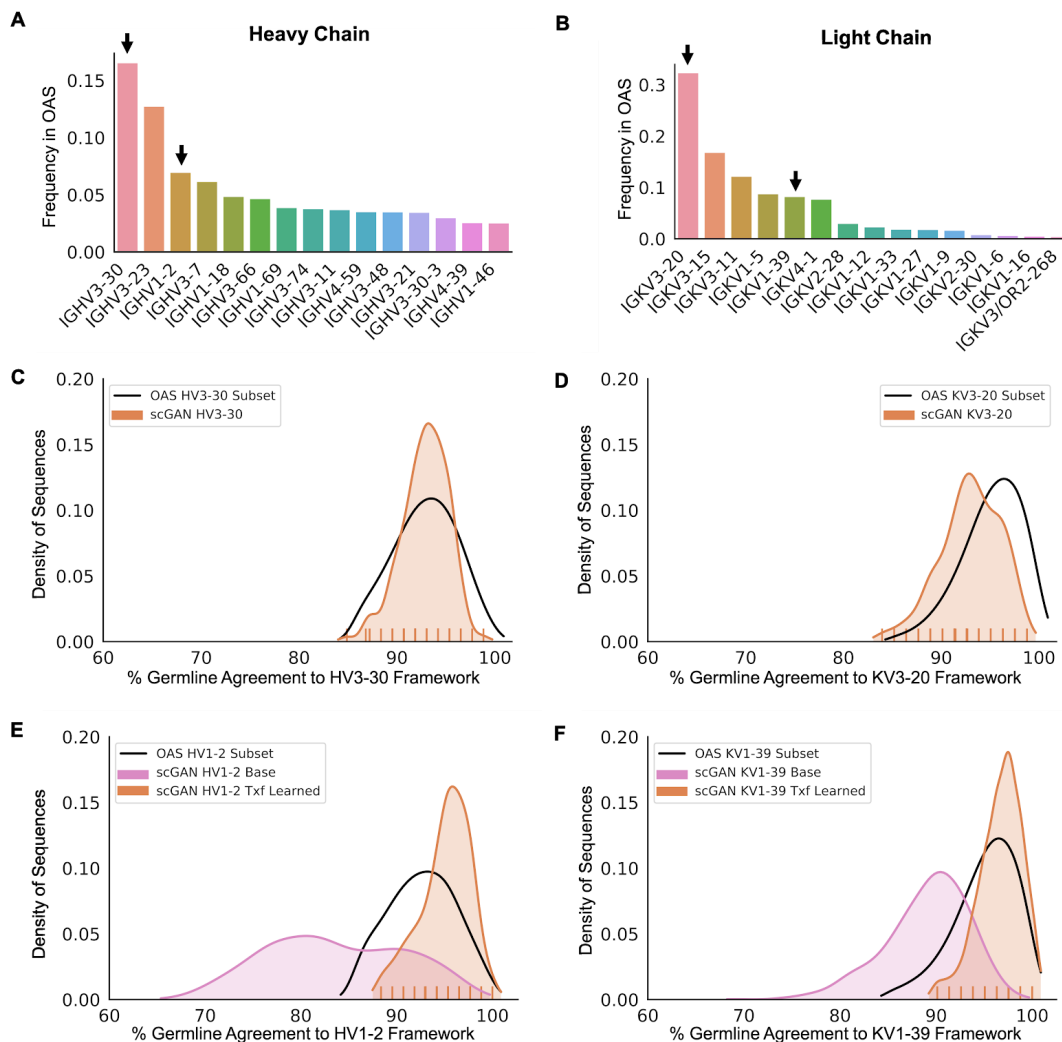 A
Heavy Chain
Frequency in OAS
0.15
0.10
0.05
0.00
IGHV3-30
IGHV3-23
IGHV1-2
IGHV3-7
IGHV1-18
IGHV3-66
IGHV1-69
IGHV3-74
IGHV3-11
IGHV4-59
IGHV3-48
IGHV3-21
IGHV3-30-3
IGHV4-39
IGHV1-46
B
Light Chain
Frequency in OAS
0.3
0.2
0.1
0.0
IGKV3-20
IGKV3-15
IGKV3-11
IGKV1-5
IGKV1-39
IGKV4-1
IGKV2-28
IGKV1-12
IGKV1-33
IGKV1-27
IGKV1-9
IGKV2-30
IGKV1-6
IGKV1-16
IGKV3/OR2-268
C
Density of Sequences
0.20
0.15
0.10
0.05
0.00
OAS HV3-30 Subset
scGAN HV3-30
60 70 80 90 100
% Germline Agreement to HV3-30 Framework
D
Density of Sequences
0.20
0.15
0.10
0.05
0.00
OAS KV3-20 Subset
scGAN KV3-20
60 70 80 90 100
% Germline Agreement to KV3-20 Framework
E
Density of Sequences
0.20
0.15
0.10
0.05
0.00
OAS HV1-2 Subset
scGAN HV1-2 Base
scGAN HV1-2 Txf Learned
60 70 80 90 100
% Germline Agreement to HV1-2 Framework
F
Density of Sequences
0.20
0.15
0.10
0.05
0.00
OAS KV1-39 Subset
scGAN KV1-39 Base
scGAN KV1-39 Txf Learned
60 70 80 90 100
% Germline Agreement to KV1-39 Framework